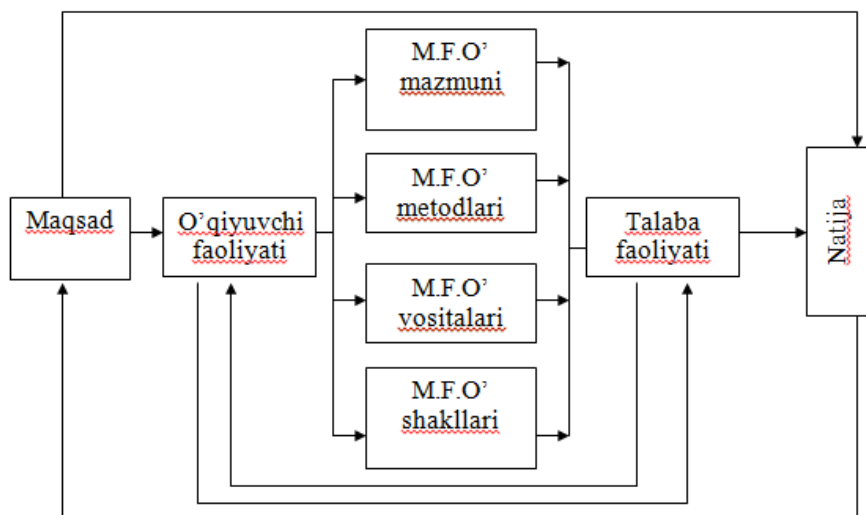 Maqsad
O'qiyuvchi
faoliyati
M.F.O'
mazmuni
M.F.O'
metodlari
M.F.O'
vositalari
M.F.O'
shakllari
Talaba
faoliyati
Natija